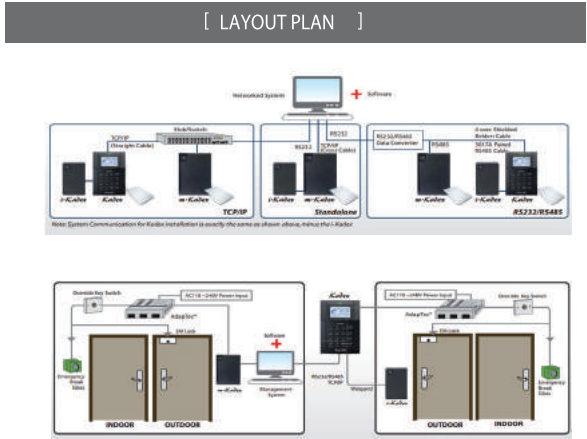 [ LAYOUT PLAN ]
Networked System
Software
Hub/Switch
TCP/IP
(Straight Cable)
i-Kadex m-Kadex
TCP/IP
RS232
RS232
TCP/IP
(Cross Cable)
i-Kadex m-Kadex
Standalone
RS232/RS485
Data Converter
RS485
4 core Shielded
Belden Cable
Paired
RS485 Cable
m-Kadex i-Kadex
RS232/RS485
Note: System Communication for Kadex installation is exactly the same as shown above, minus the i-Kadex
Override Key Switch
AC110 ~240V Power Input
AdapTec™
EM Lock
Emergency
Break
Glass
INDOOR
OUTDOOR
m-Kadex
Software
Management
System
Kadex
RS232/RS485
TCP/IP
Wiegand
i-Kadex
AC110 ~240V Power Input
AdapTec™
Override Key Switch
EM Lock
Emergency
Break
Glass
OUTDOOR
INDOOR